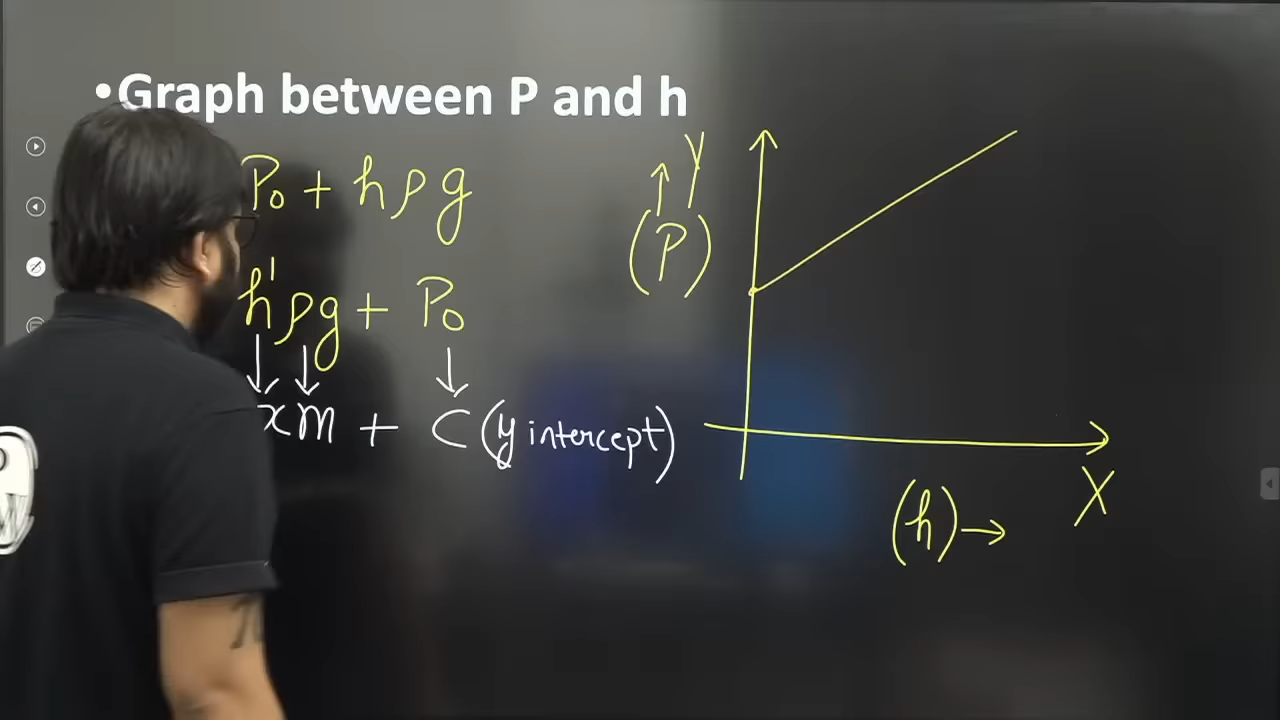 •Graph between P and h
P₀ + hρg
h'ρg + P₀
xm + C (y intercept)
Y
(P)
X
(h) →